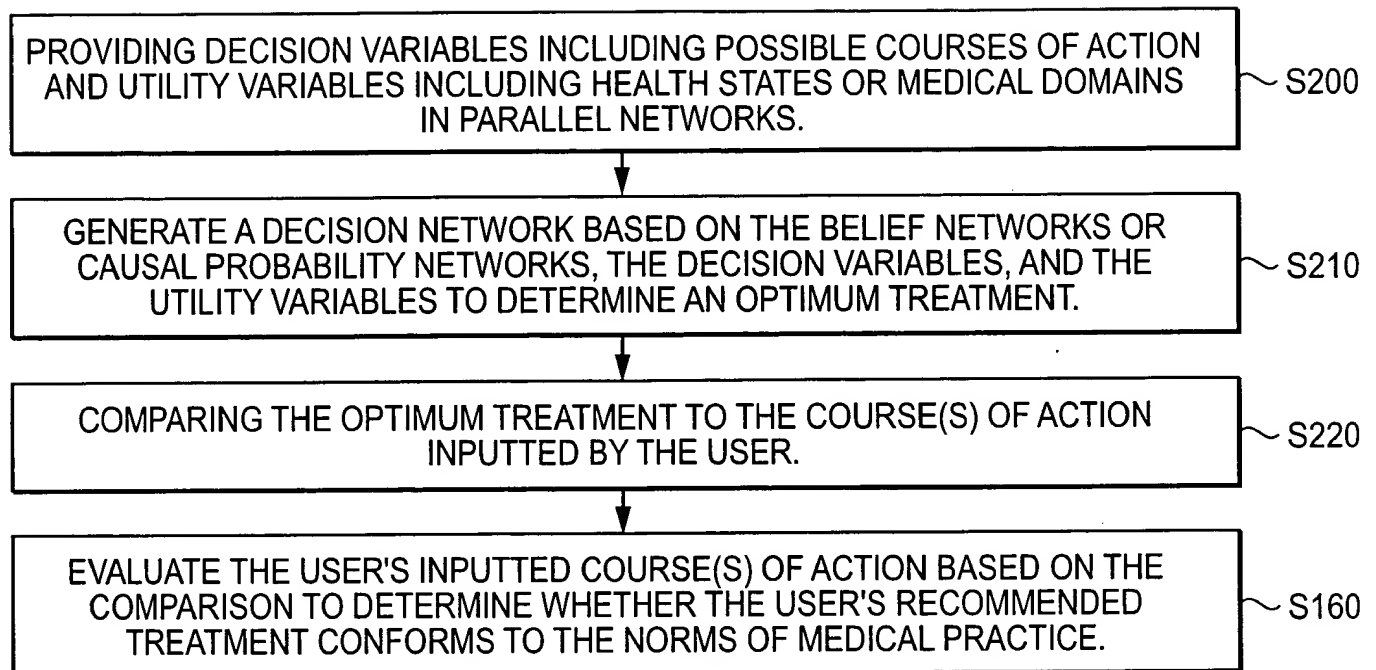 PROVIDING DECISION VARIABLES INCLUDING POSSIBLE COURSES OF ACTION
AND UTILITY VARIABLES INCLUDING HEALTH STATES OR MEDICAL DOMAINS
IN PARALLEL NETWORKS.
S200
GENERATE A DECISION NETWORK BASED ON THE BELIEF NETWORKS OR
CAUSAL PROBABILITY NETWORKS, THE DECISION VARIABLES, AND THE
UTILITY VARIABLES TO DETERMINE AN OPTIMUM TREATMENT.
S210
COMPARING THE OPTIMUM TREATMENT TO THE COURSE(S) OF ACTION
INPUTTED BY THE USER.
S220
EVALUATE THE USER'S INPUTTED COURSE(S) OF ACTION BASED ON THE
COMPARISON TO DETERMINE WHETHER THE USER'S RECOMMENDED
TREATMENT CONFORMS TO THE NORMS OF MEDICAL PRACTICE.
S160